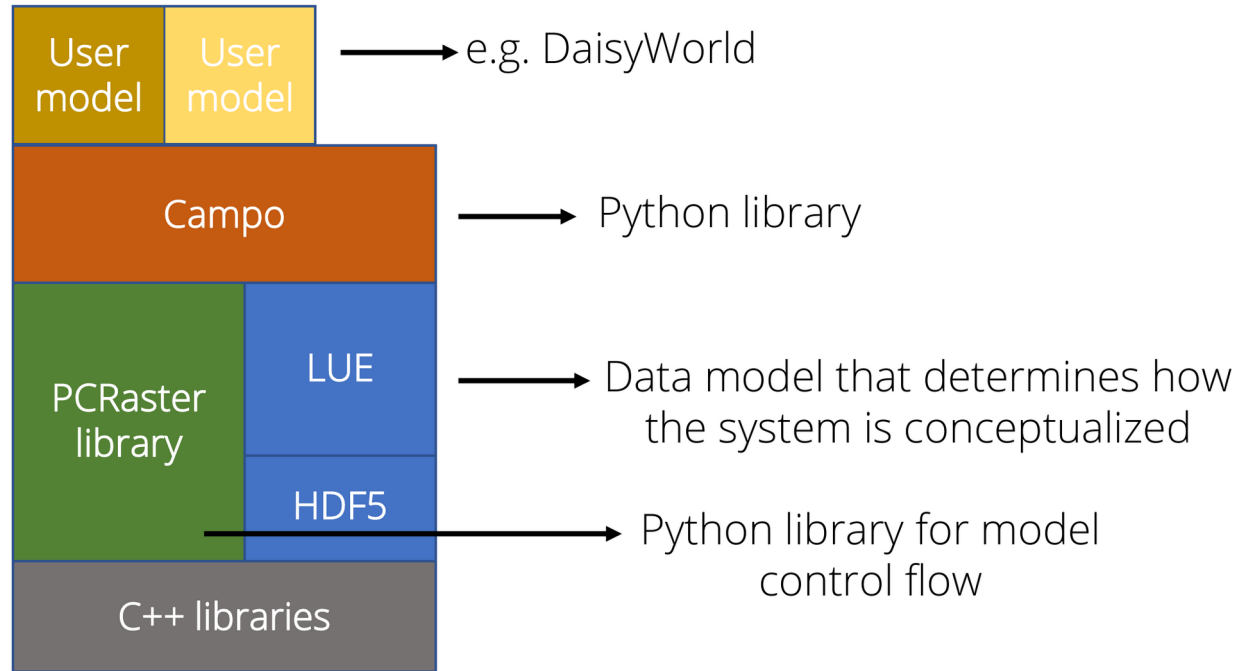 User
model
User
model
e.g. DaisyWorld
Campo
Python library
PCRaster
library
LUE
Data model that determines how
the system is conceptualized
HDF5
Python library for model
control flow
C++ libraries